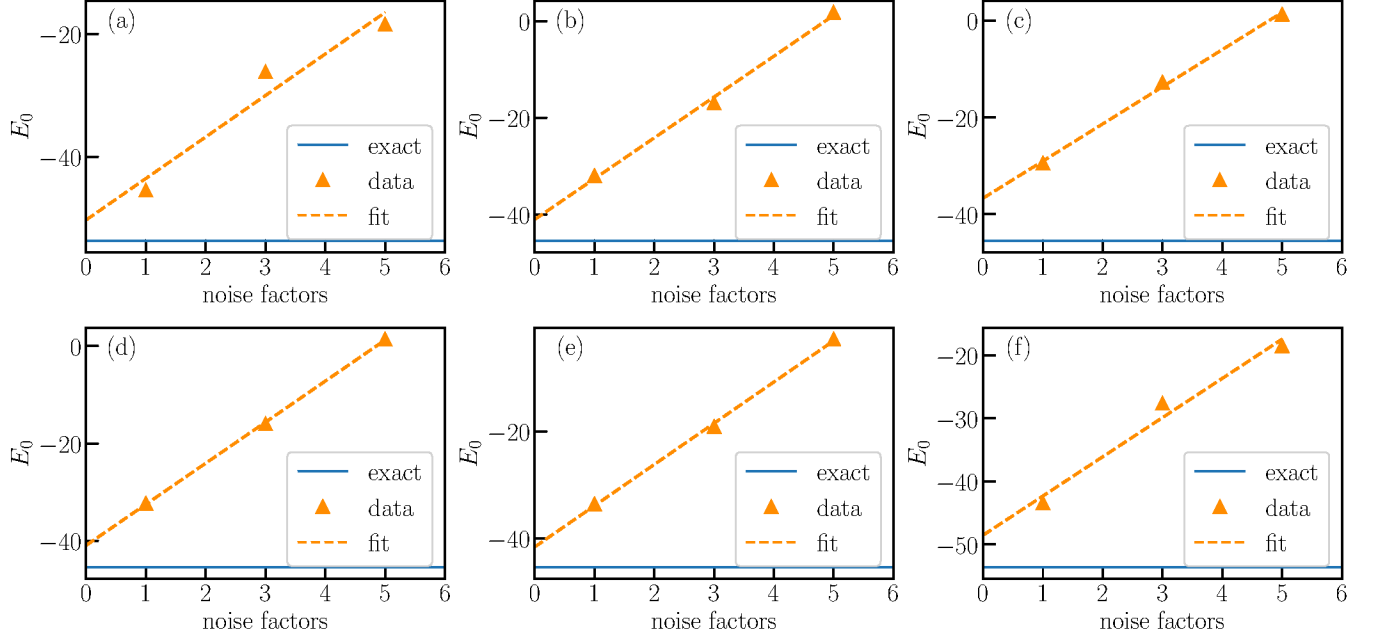 (a)
−20
−40
E₀
exact
data
fit
0 1 2 3 4 5 6
noise factors
(b)
0
−20
−40
E₀
exact
data
fit
0 1 2 3 4 5 6
noise factors
(c)
0
−20
−40
E₀
exact
data
fit
0 1 2 3 4 5 6
noise factors
(d)
0
−20
−40
E₀
exact
data
fit
0 1 2 3 4 5 6
noise factors
(e)
−20
−40
E₀
exact
data
fit
0 1 2 3 4 5 6
noise factors
(f)
−20
−30
−40
−50
E₀
exact
data
fit
0 1 2 3 4 5 6
noise factors